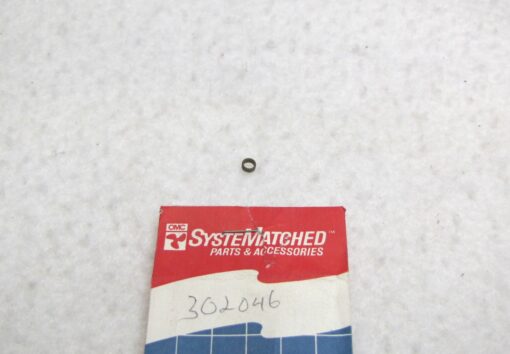 OMC
SYSTEMATCHED™
PARTS & ACCESSORIES
302046